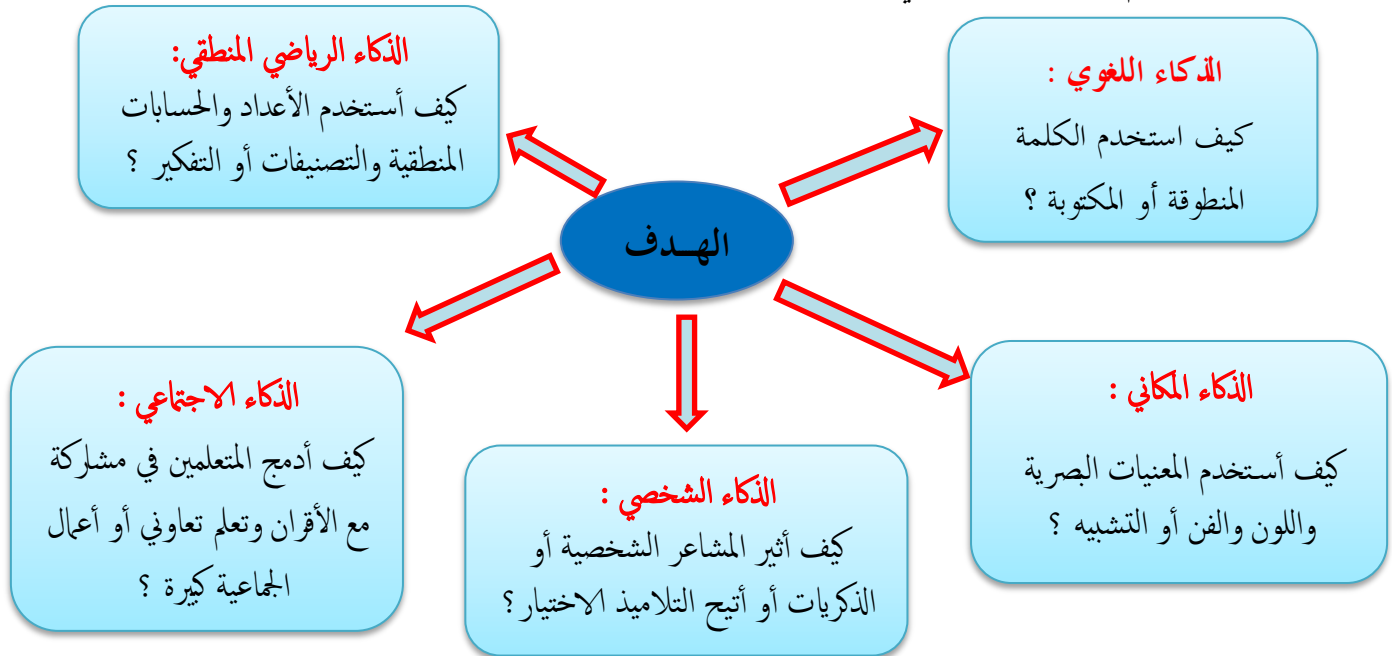 الذكاء اللغوي :
كيف استخدم الكلمة
المنطوقة أو المكتوبة ؟
الذكاء الرياضي المنطقي:
كيف أستخدم الأعداد والحسابات
المنطقية والتصنيفات أو التفكير ؟
الهـدف
الذكاء المكاني :
كيف أستخدم المعنيات البصرية
واللون والفن أو التشبيه ؟
الذكاء الشخصي :
كيف أثير المشاعر الشخصية أو
الذكريات أو أتيح التلاميذ الاختيار؟
الذكاء الاجتماعي :
كيف أدمج المتعلمين في مشاركة
مع الأقران وتعلم تعاوني أو أعمال
الجماعية كبيرة ؟